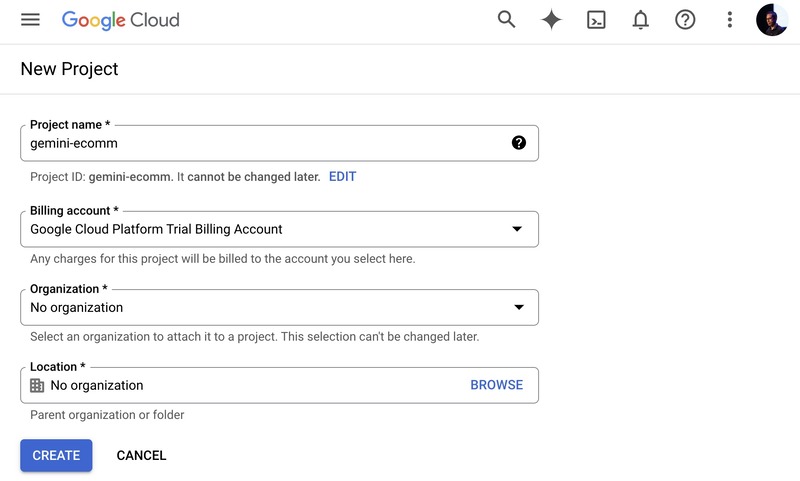 Google Cloud
New Project
Project name *
gemini-ecomm
Project ID: gemini-ecomm. It cannot be changed later. EDIT
Billing account *
Google Cloud Platform Trial Billing Account
Any charges for this project will be billed to the account you select here.
Organization *
No organization
Select an organization to attach it to a project. This selection can't be changed later.
Location *
No organization BROWSE
Parent organization or folder
CREATE CANCEL